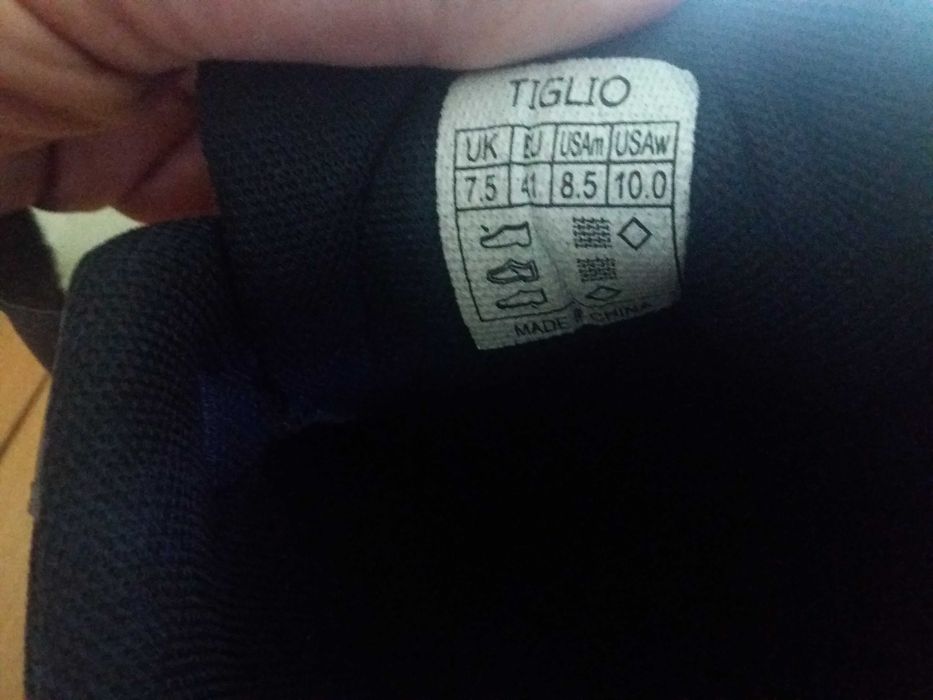 TIGLIO
UK EU USAm USAw
7.5 41 8.5 10.0
MADE IN CHINA